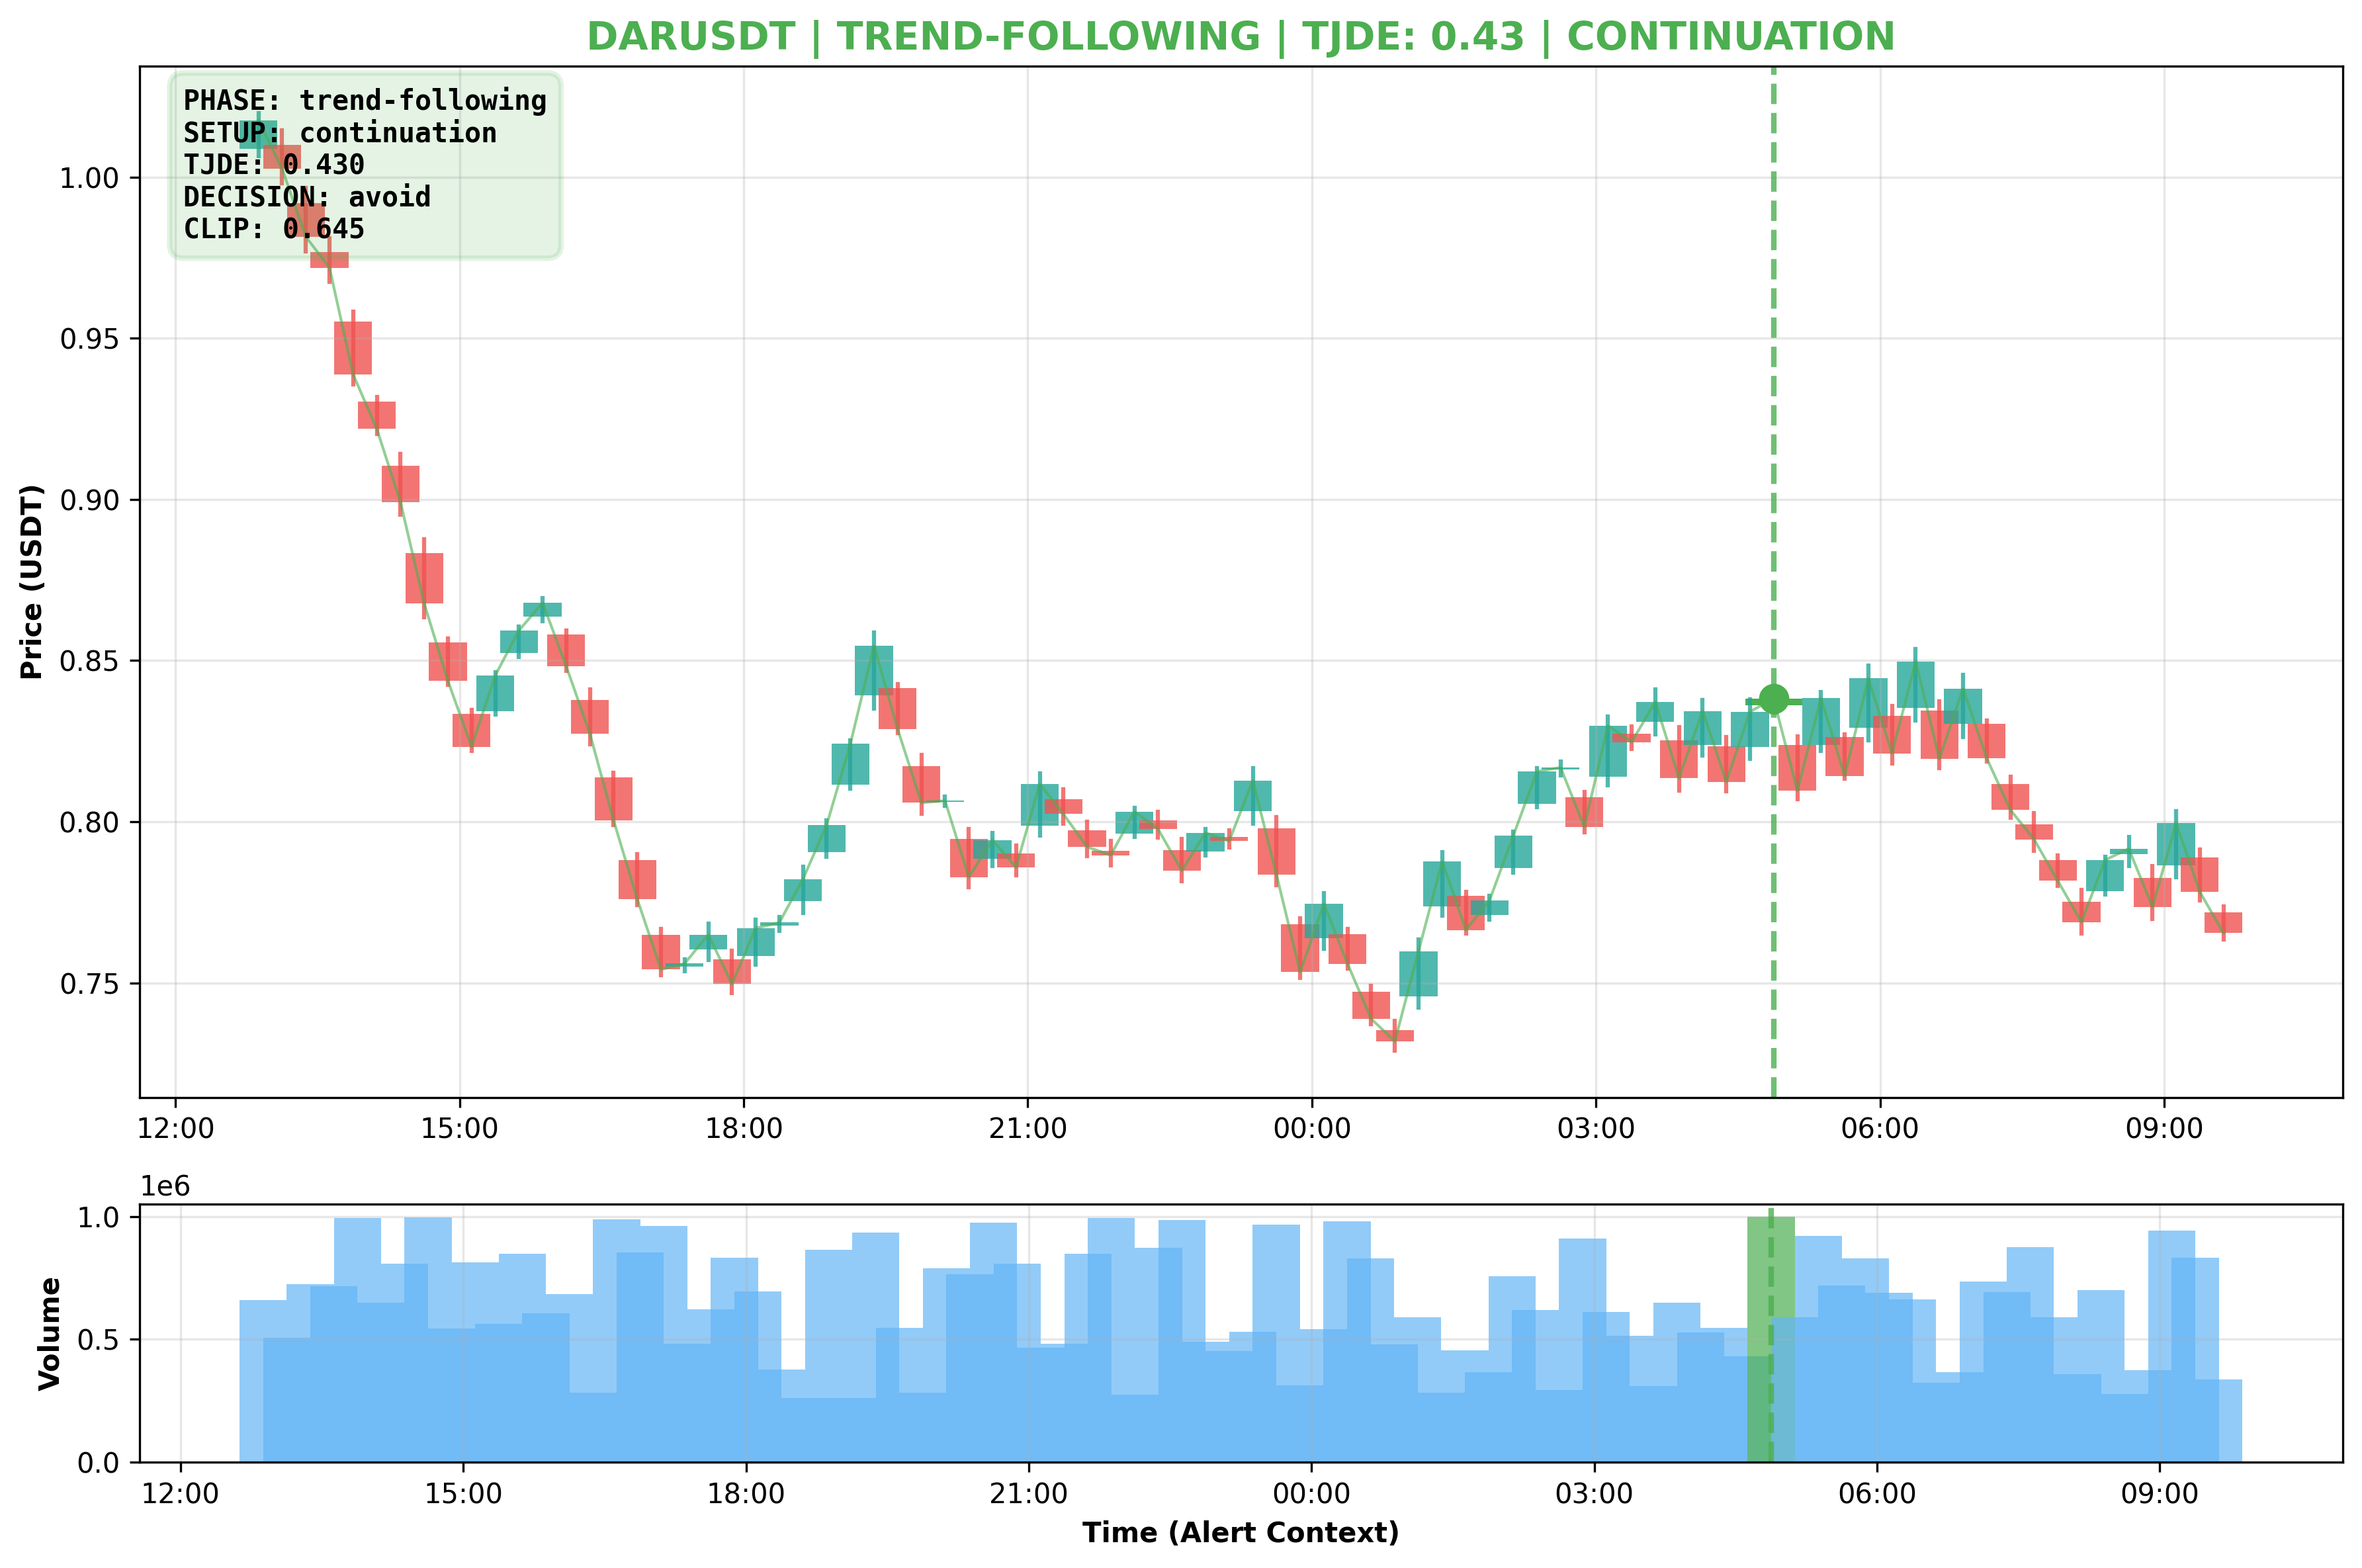 DARUSDT | TREND-FOLLOWING | TJDE: 0.43 | CONTINUATION
PHASE: trend-following
SETUP: continuation
TJDE: 0.430
DECISION: avoid
CLIP: 0.645
Price (USDT)
1.00
0.95
0.90
0.85
0.80
0.75
12:00 15:00 18:00 21:00 00:00 03:00 06:00 09:00
1e6
Volume
1.0
0.5
0.0
12:00 15:00 18:00 21:00 00:00 03:00 06:00 09:00
Time (Alert Context)